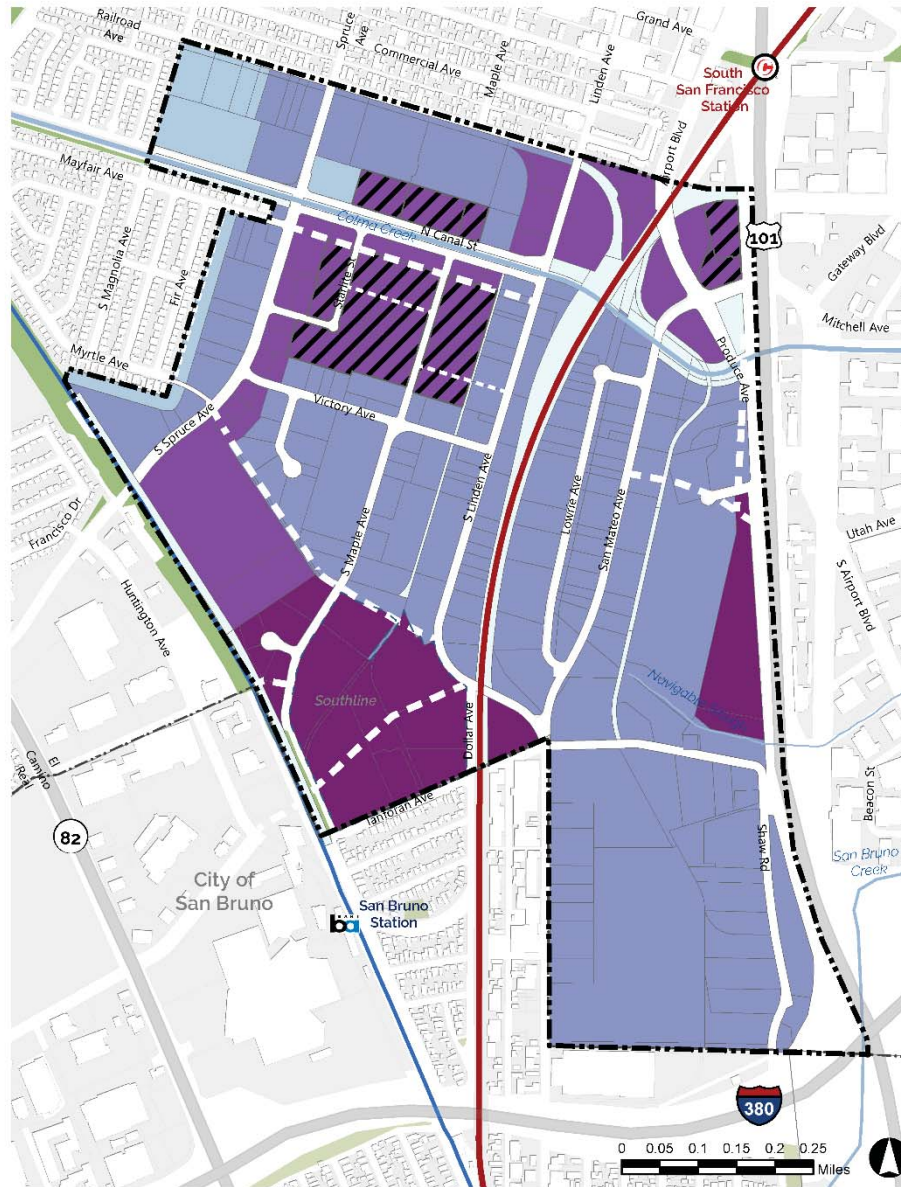 Railroad
Ave
Spruce
Ave
Commercial Ave
Maple
Ave
Grand Ave
Linden Ave
South
San Francisco
Station
Airport Blvd
Mayfair Ave
Colma Creek
N Canal St
101
Gateway Blvd
S Magnolia Ave
Fir Ave
Starlite St
Mitchell Ave
Myrtle Ave
Produce Ave
S Spruce Ave
Victory Ave
S Linden Ave
Lowrie Ave
San Mateo Ave
Francisco Dr
S Maple Ave
Utah Ave
S Airport Blvd
Huntington Ave
Southline
Navigable Slough
El
Camino
Real
Dollar Ave
Tanforan Ave
Beacon St
82
Shaw Rd
San Bruno
Creek
City of
San Bruno
San Bruno
Station
ba
380
0 0.05 0.1 0.15 0.2 0.25
Miles